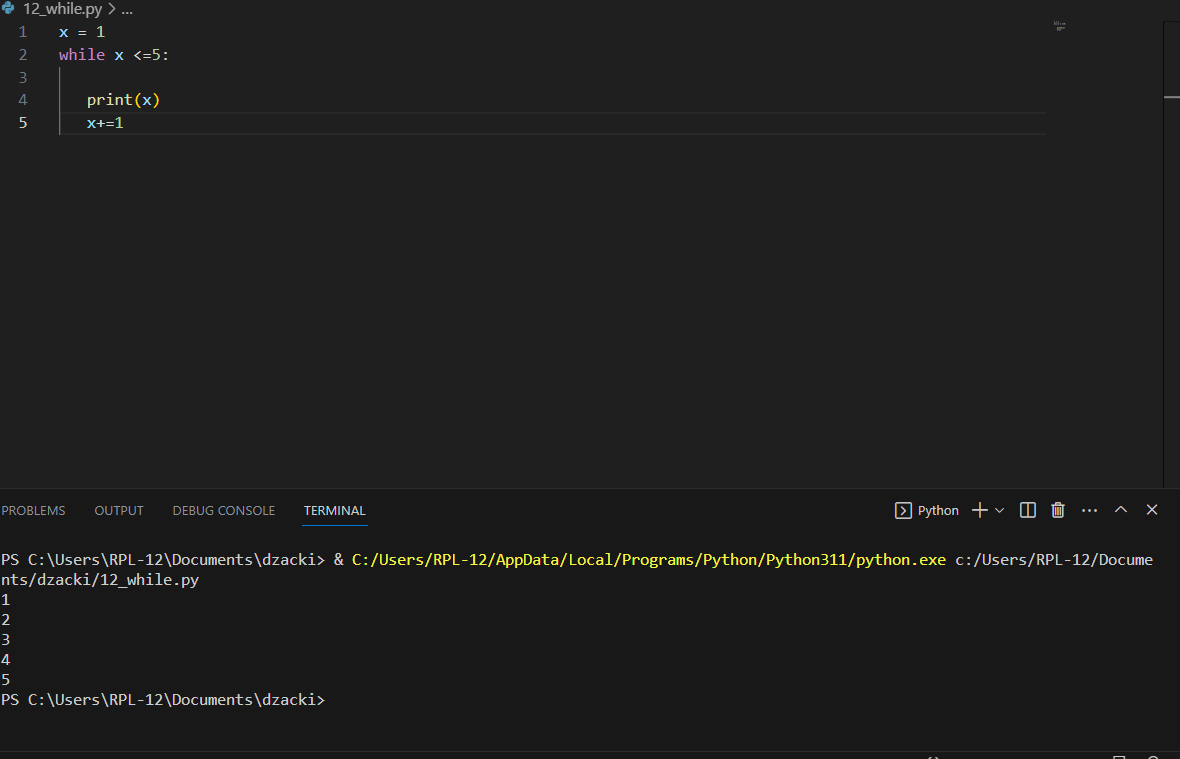 12_while.py > ...
1 x = 1
2 while x <=5:
3
4 print(x)
5 x+=1
PROBLEMS OUTPUT DEBUG CONSOLE TERMINAL Python
PS C:\Users\RPL-12\Documents\dzacki> & C:/Users/RPL-12/AppData/Local/Programs/Python/Python311/python.exe c:/Users/RPL-12/Docume
nts/dzacki/12_while.py
1
2
3
4
5
PS C:\Users\RPL-12\Documents\dzacki>